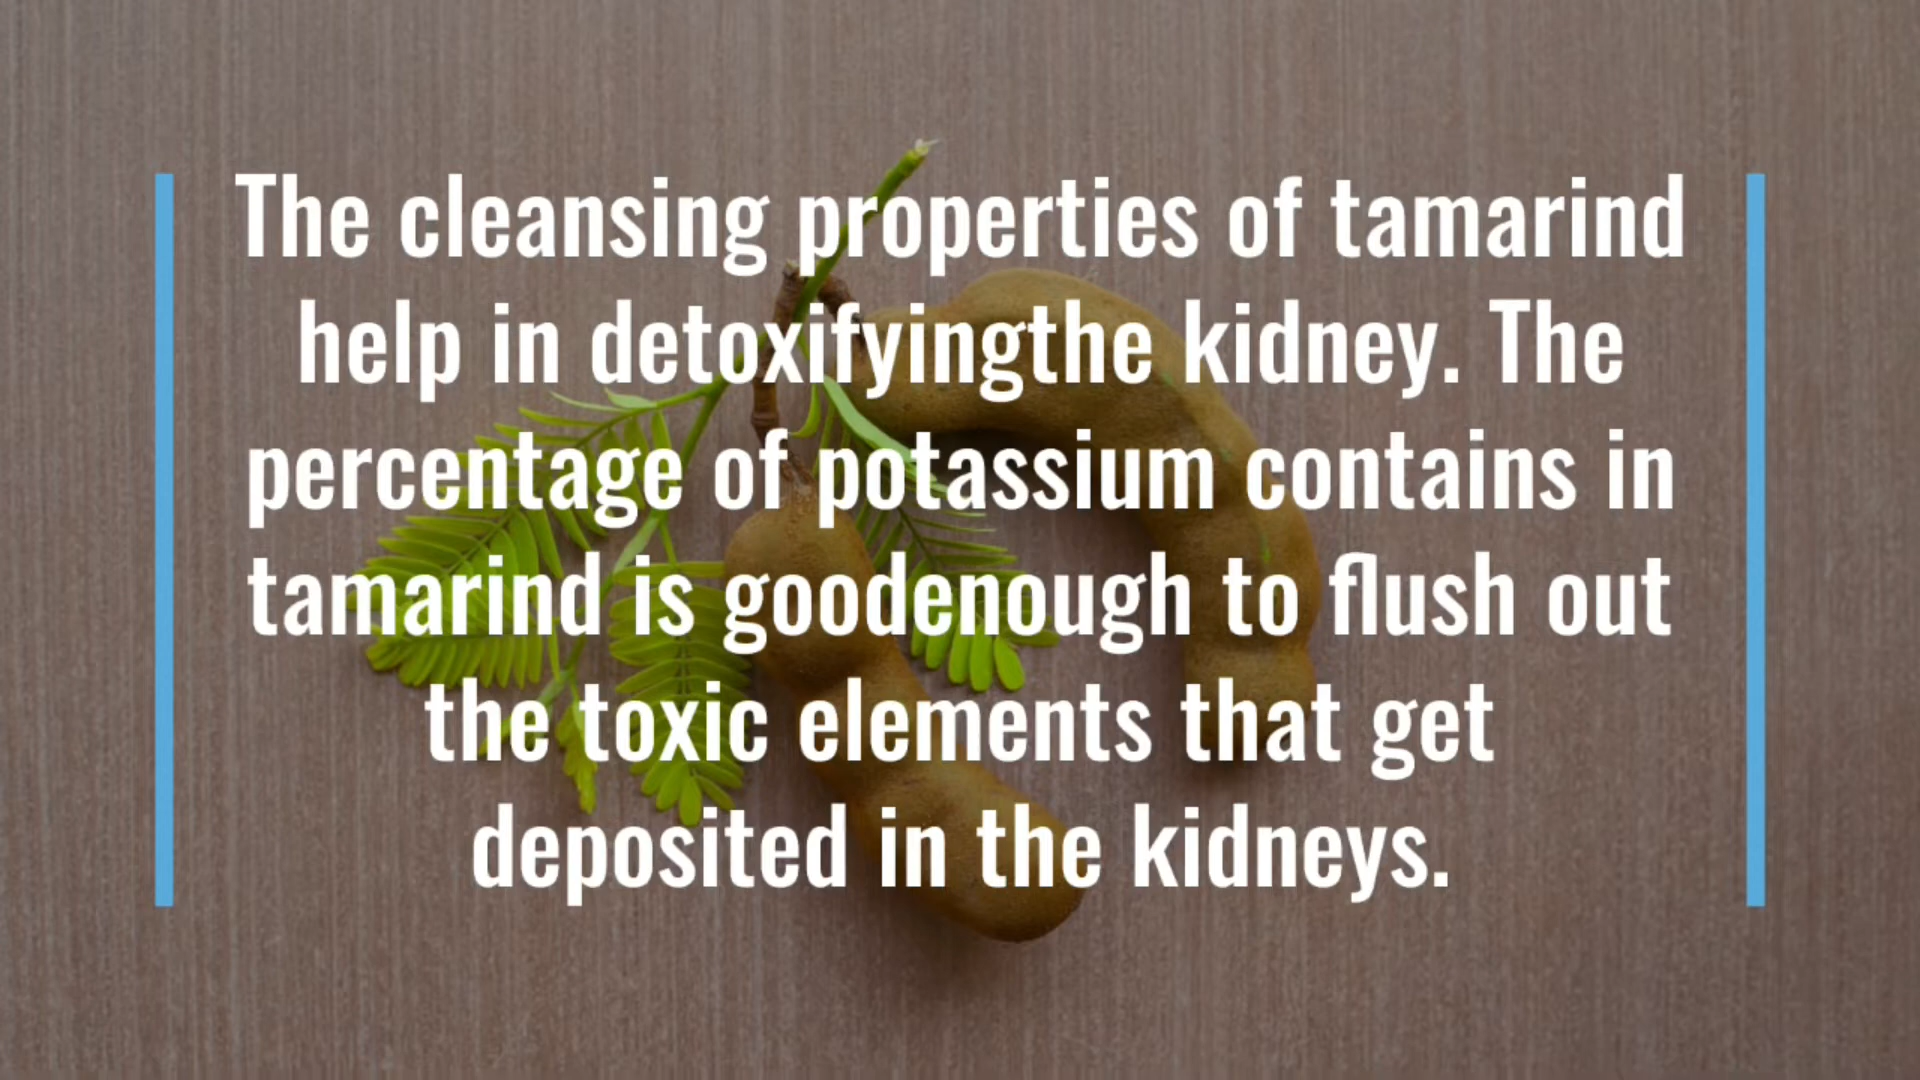 The cleansing properties of tamarind
help in detoxifyingthe kidney. The
percentage of potassium contains in
tamarind is goodenough to flush out
the toxic elements that get
deposited in the kidneys.